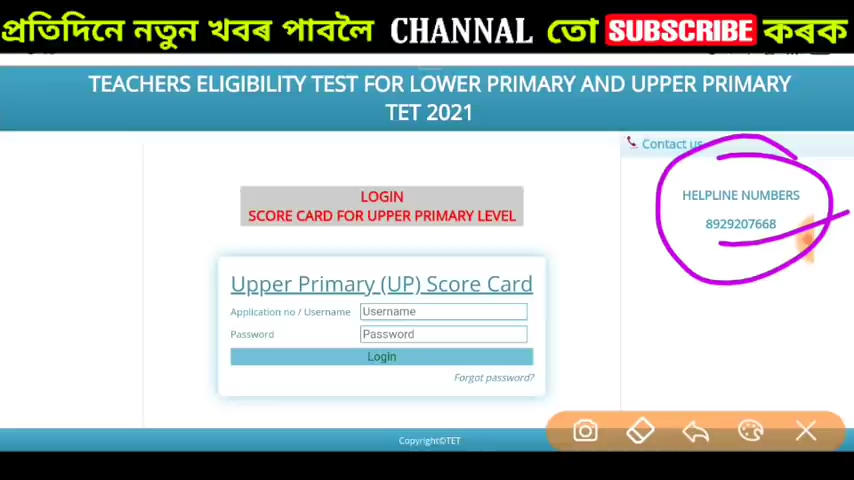 প্ৰতিদিনে নতুন খবৰ পাবলৈ CHANNAL তো SUBSCRIBE কৰক
TEACHERS ELIGIBILITY TEST FOR LOWER PRIMARY AND UPPER PRIMARY
TET 2021
Contact us
HELPLINE NUMBERS
8929207668
LOGIN
SCORE CARD FOR UPPER PRIMARY LEVEL
Upper Primary (UP) Score Card
Application no / Username Username
Password Password
Login
Forgot password?
Copyright©TET